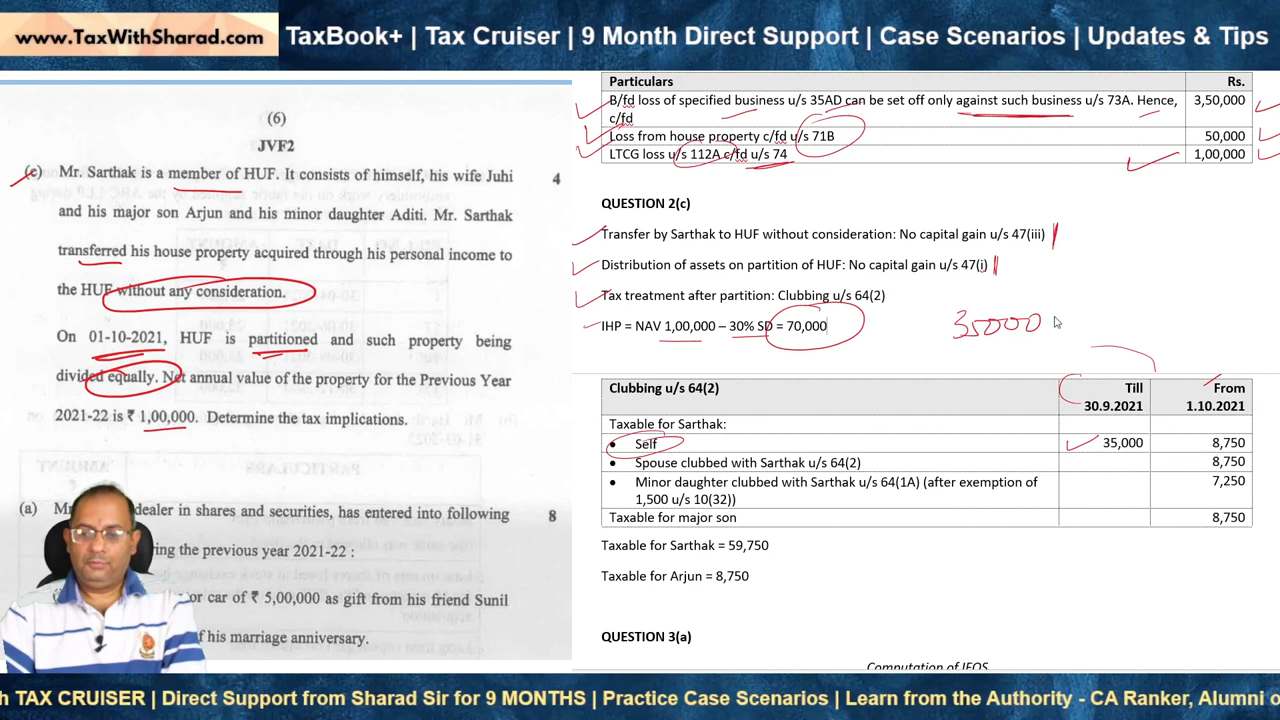 www.TaxWithSharad.com
TaxBook+ | Tax Cruiser | 9 Month Direct Support | Case Scenarios | Updates & Tips
(6)
JVF2
(c) Mr. Sarthak is a member of HUF. It consists of himself, his wife Juhi 4
and his major son Arjun and his minor daughter Aditi. Mr. Sarthak
transferred his house property acquired through his personal income to
the HUF without any consideration.
On 01-10-2021, HUF is partitioned and such property being
divided equally. Net annual value of the property for the Previous Year
2021-22 is ₹ 1,00,000. Determine the tax implications.
(a) Mr. dealer in shares and securities, has entered into following 8
ring the previous year 2021-22 :
or car of ₹ 5,00,000 as gift from his friend Sunil
of his marriage anniversary.
Particulars Rs.
B/fd loss of specified business u/s 35AD can be set off only against such business u/s 73A. Hence, 3,50,000
c/fd
Loss from house property c/fd u/s 71B 50,000
LTCG loss u/s 112A c/fd u/s 74 1,00,000
QUESTION 2(c)
Transfer by Sarthak to HUF without consideration: No capital gain u/s 47(iii)
Distribution of assets on partition of HUF: No capital gain u/s 47(i)
Tax treatment after partition: Clubbing u/s 64(2)
IHP = NAV 1,00,000 – 30% SD = 70,000
35000
Clubbing u/s 64(2) Till From
30.9.2021 1.10.2021
Taxable for Sarthak:
• Self 35,000 8,750
• Spouse clubbed with Sarthak u/s 64(2) 8,750
• Minor daughter clubbed with Sarthak u/s 64(1A) (after exemption of 7,250
1,500 u/s 10(32))
Taxable for major son 8,750
Taxable for Sarthak = 59,750
Taxable for Arjun = 8,750
QUESTION 3(a)
Computation of IFOS
h TAX CRUISER | Direct Support from Sharad Sir for 9 MONTHS | Practice Case Scenarios | Learn from the Authority - CA Ranker, Alumni o